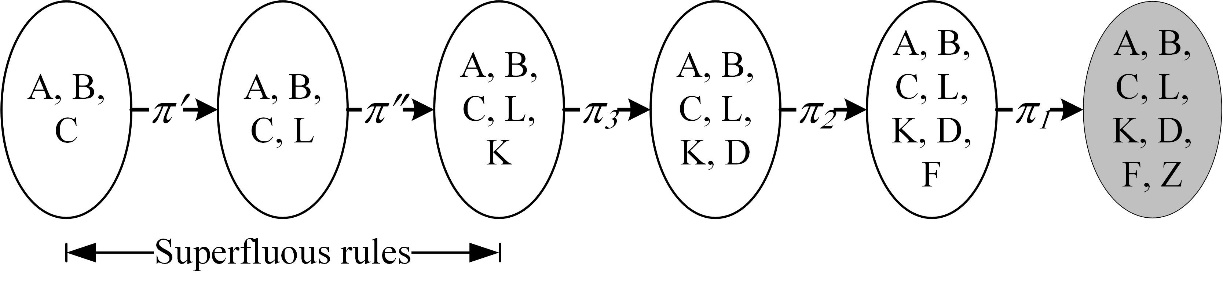 A, B,
C
π′
A, B,
C, L
π″
A, B,
C, L,
K
π3
A, B,
C, L,
K, D
π2
A, B,
C, L,
K, D,
F
π1
A, B,
C, L,
K, D,
F, Z
Superfluous rules